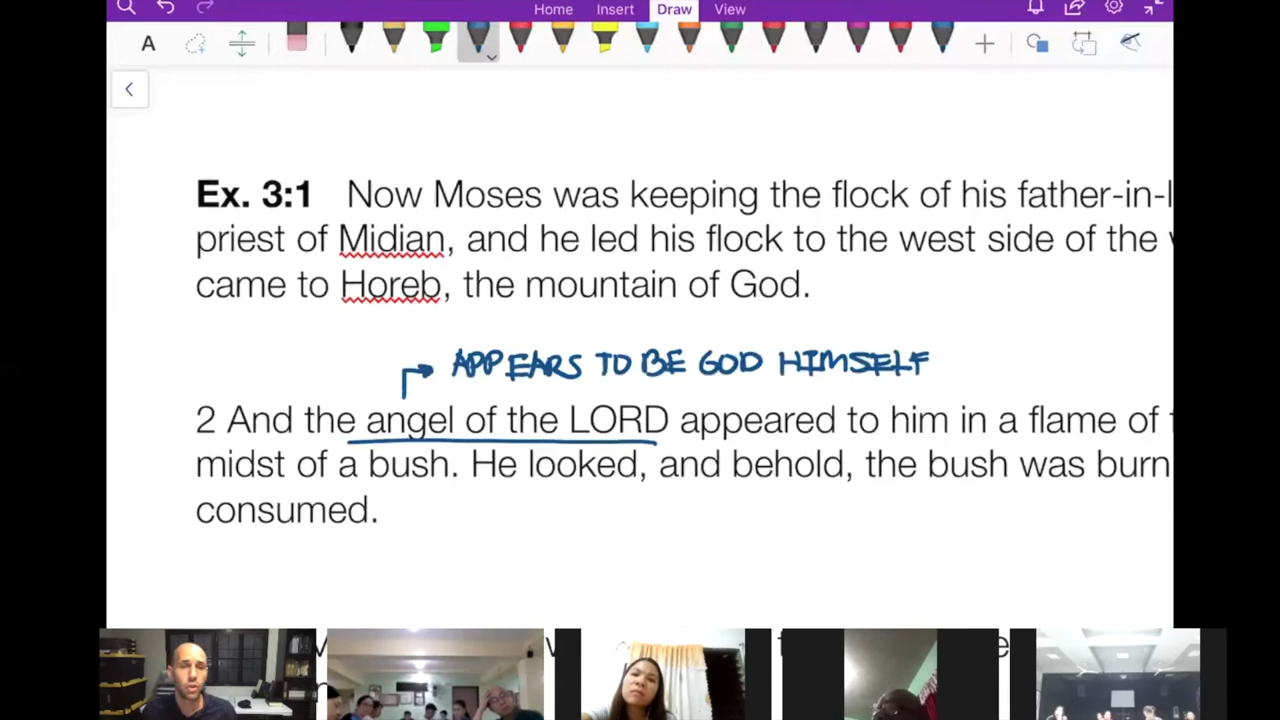 Home Insert Draw View
A
Ex. 3:1 Now Moses was keeping the flock of his father-in-l
priest of Midian, and he led his flock to the west side of the
came to Horeb, the mountain of God.
APPEARS TO BE GOD HIMSELF
2 And the angel of the LORD appeared to him in a flame of
midst of a bush. He looked, and behold, the bush was burn
consumed.